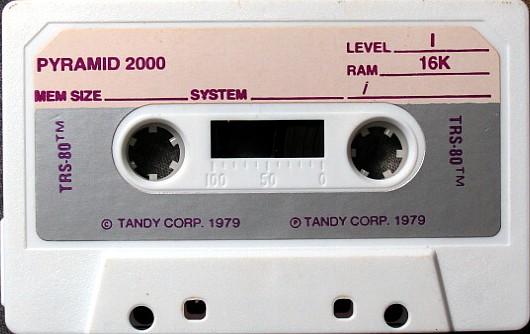 LEVEL I
PYRAMID 2000
RAM 16K
MEM SIZE SYSTEM /
TRS-80™
TRS-80™
100 50 0
© TANDY CORP. 1979 ℗ TANDY CORP. 1979